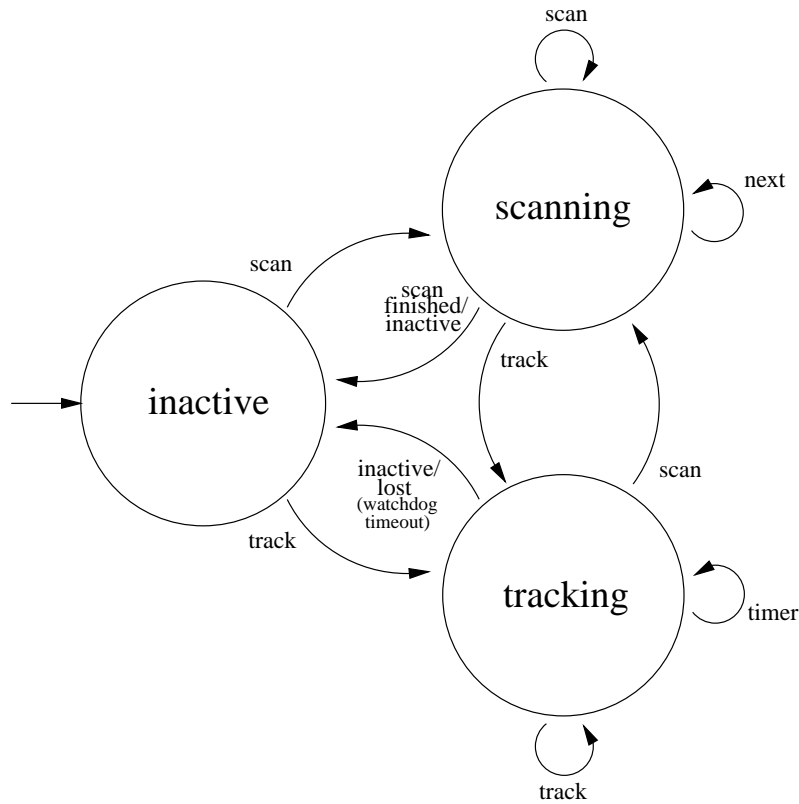 scan
next
scanning
scan
scan
finished/
inactive
track
inactive
inactive/
lost
(watchdog
timeout)
scan
track
tracking
timer
track